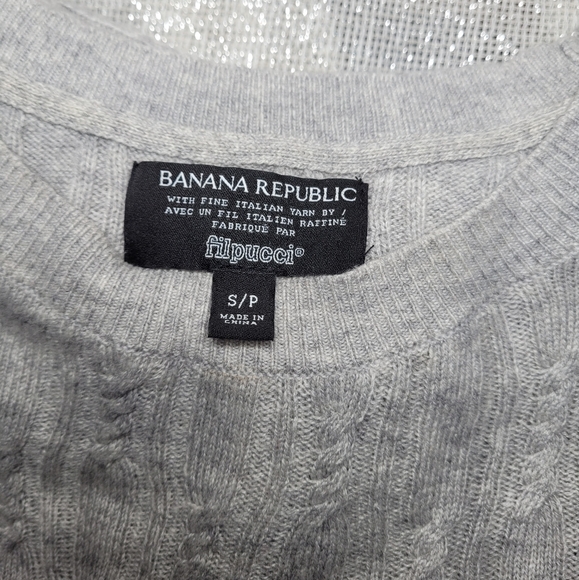 BANANA REPUBLIC
WITH FINE ITALIAN YARN BY /
AVEC UN FIL ITALIEN RAFFINÉ
FABRIQUÉ PAR
filpucci®
S/P
MADE IN
CHINA